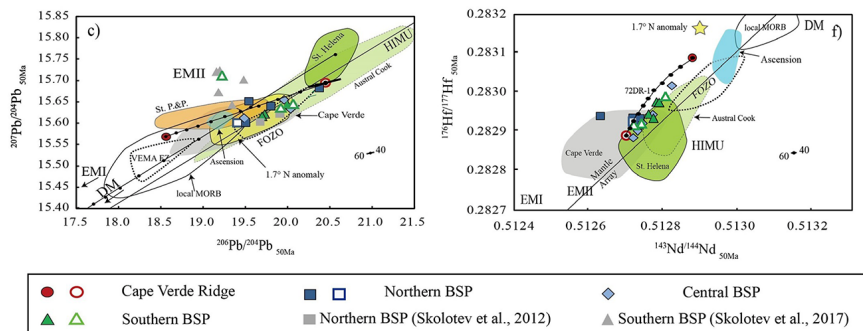 c)
15.85
15.80
15.75
15.70
15.65
15.60
15.55
15.50
15.45
15.40
207Pb/204Pb 50Ma
17.5
18.0
18.5
19.0
19.5
20.0
20.5
21.0
21.5
206Pb/204Pb 50Ma
EMII
St. P.&P.
St. Helena
HIMU
Austral Cook
Cape Verde
FOZO
1.7° N anomaly
Ascension
VEMA FZ
local MORB
EMI
DM
60
40
f)
0.2832
0.2831
0.2830
0.2829
0.2828
0.2827
176Hf/177Hf 50Ma
0.5124
0.5126
0.5128
0.5130
0.5132
143Nd/144Nd 50Ma
1.7° N anomaly
local MORB
DM
Ascension
72DR-1
FOZO
Austral Cook
HIMU
Cape Verde
St. Helena
Mantle
Array
EMI
EMII
60
40
Cape Verde Ridge
Northern BSP
Central BSP
Southern BSP
Northern BSP (Skolotev et al., 2012)
Southern BSP (Skolotev et al., 2017)